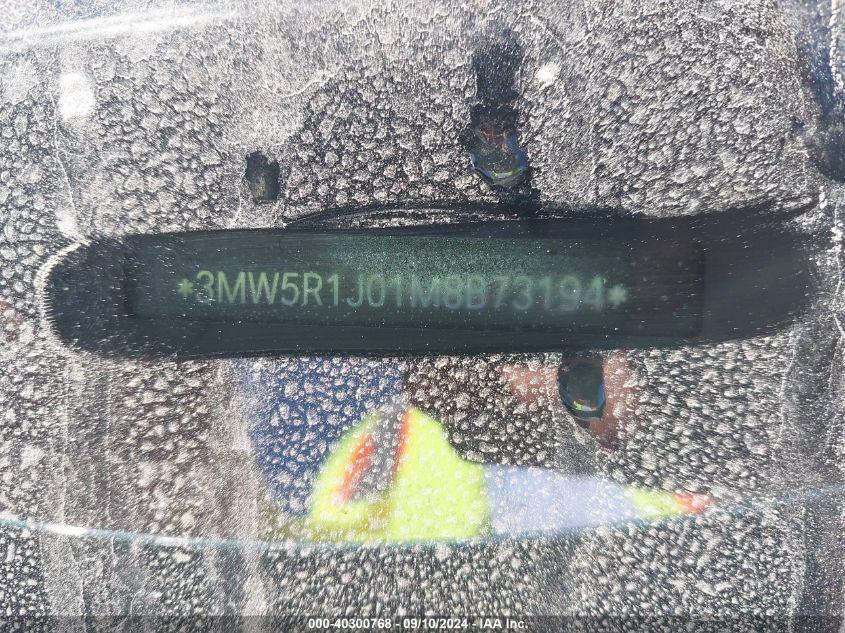 *3MW5R1J01M8B73194*
000-40300768 - 09/10/2024 - IAA Inc.